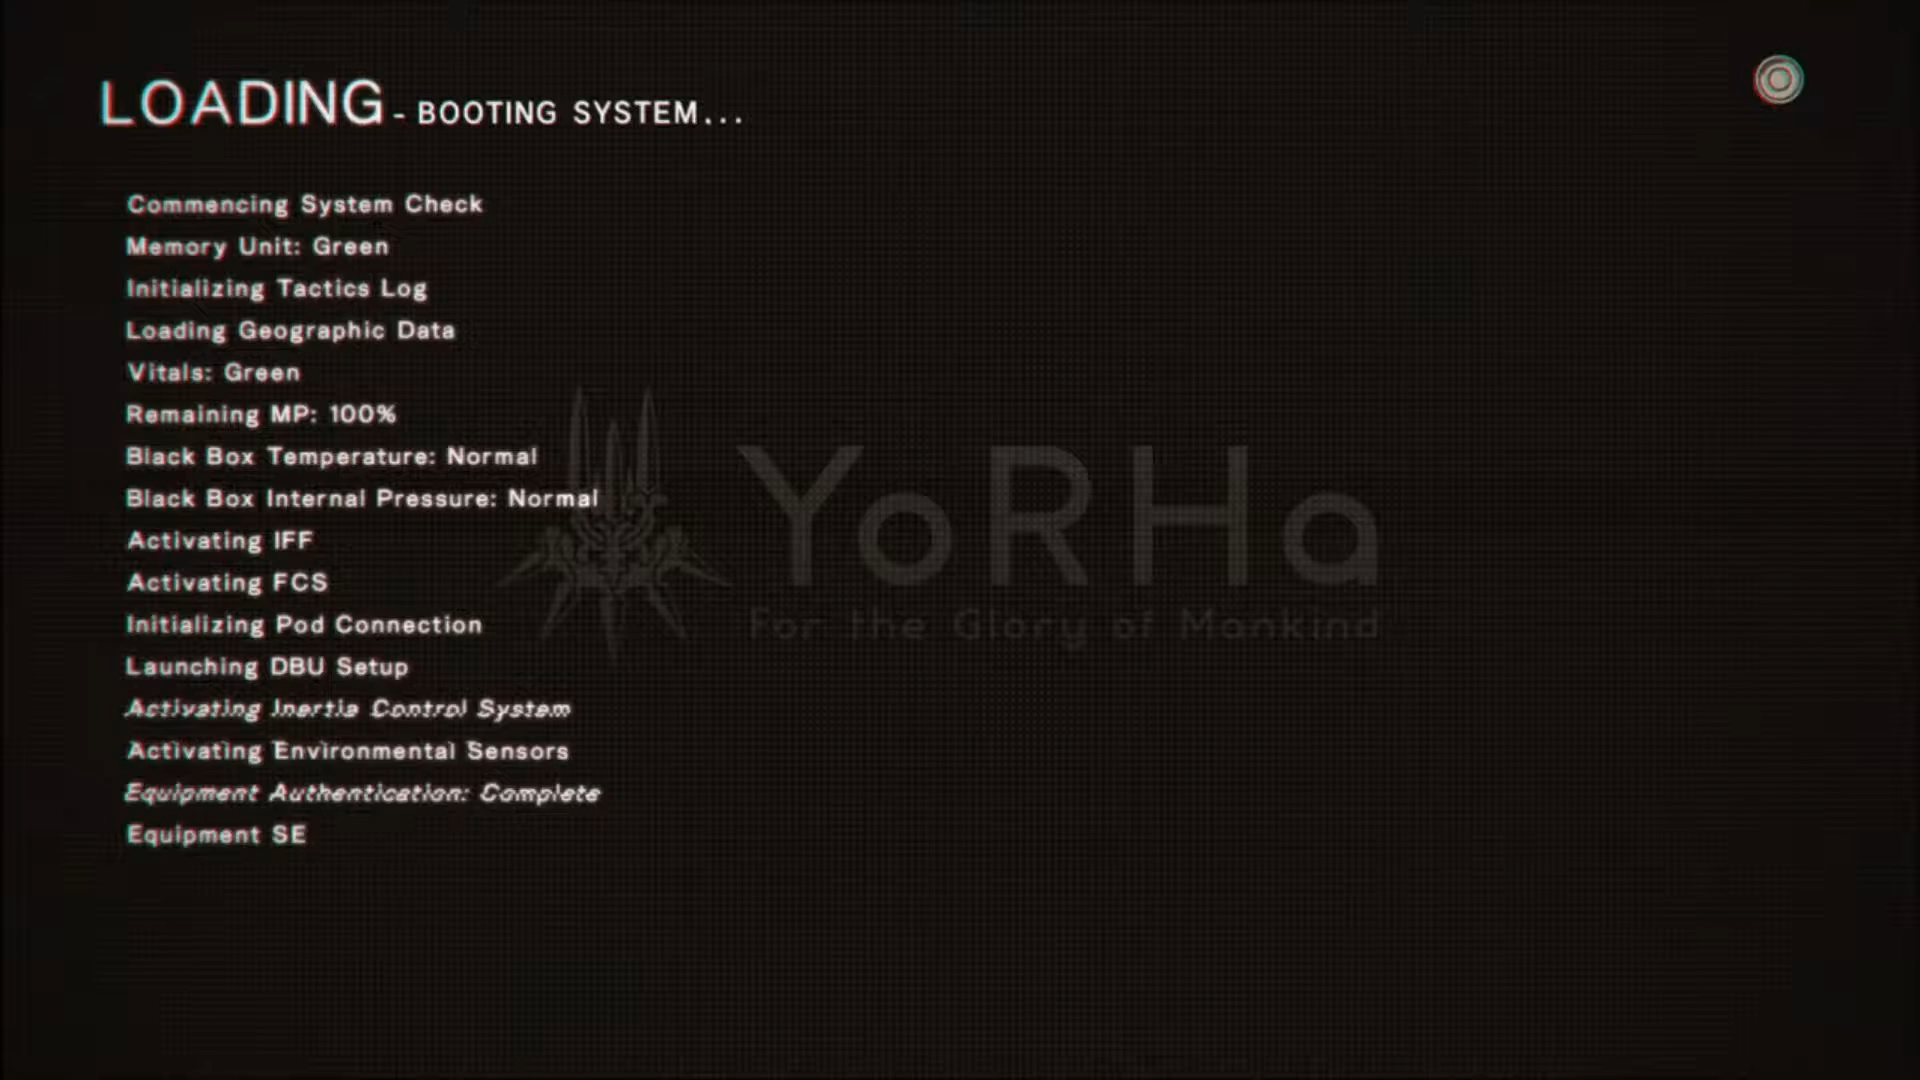 LOADING - BOOTING SYSTEM...
Commencing System Check
Memory Unit: Green
Initializing Tactics Log
Loading Geographic Data
Vitals: Green
Remaining MP: 100%
Black Box Temperature: Normal
Black Box Internal Pressure: Normal
Activating IFF
Activating FCS
Initializing Pod Connection
Launching DBU Setup
Activating Inertia Control System
Activating Environmental Sensors
Equipment Authentication: Complete
Equipment SE
YoRHa
For the Glory of Mankind